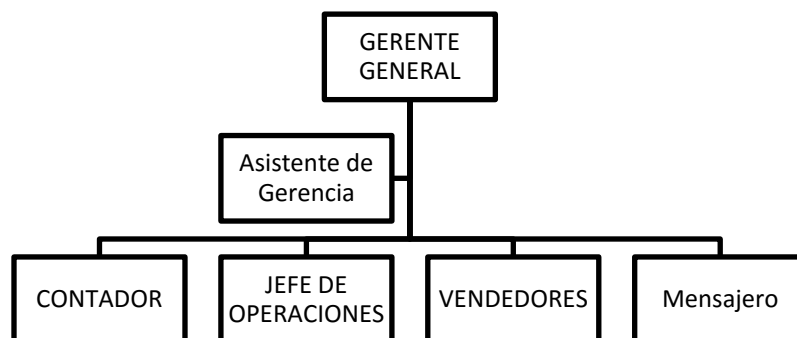 GERENTE
GENERAL
Asistente de
Gerencia
CONTADOR
JEFE DE
OPERACIONES
VENDEDORES
Mensajero